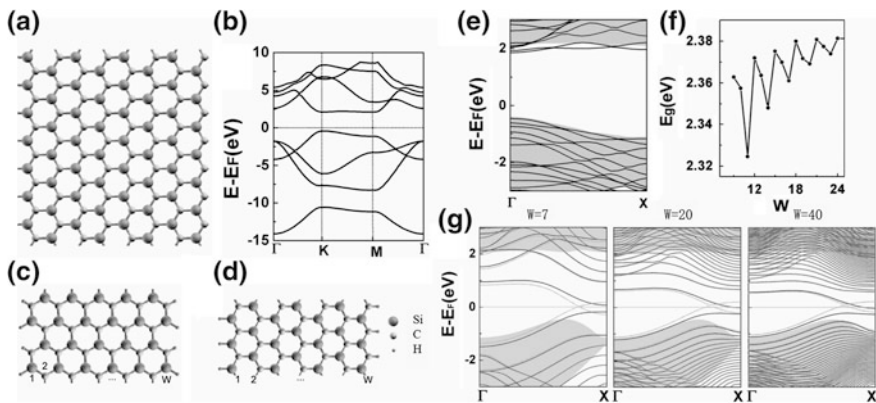 (a)
(b)
E-EF(eV)
10
5
0
-5
-10
-15
Γ K M Γ
(c)
1 2 ... W
(d)
1 2 ... W
Si
C
H
(e)
E-EF(eV)
2
0
-2
Γ X
(f)
Eg(eV)
2.38
2.36
2.34
2.32
12 18 24
W
(g)
W=7 W=20 W=40
E-EF(eV)
2
0
-2
Γ X Γ X Γ X